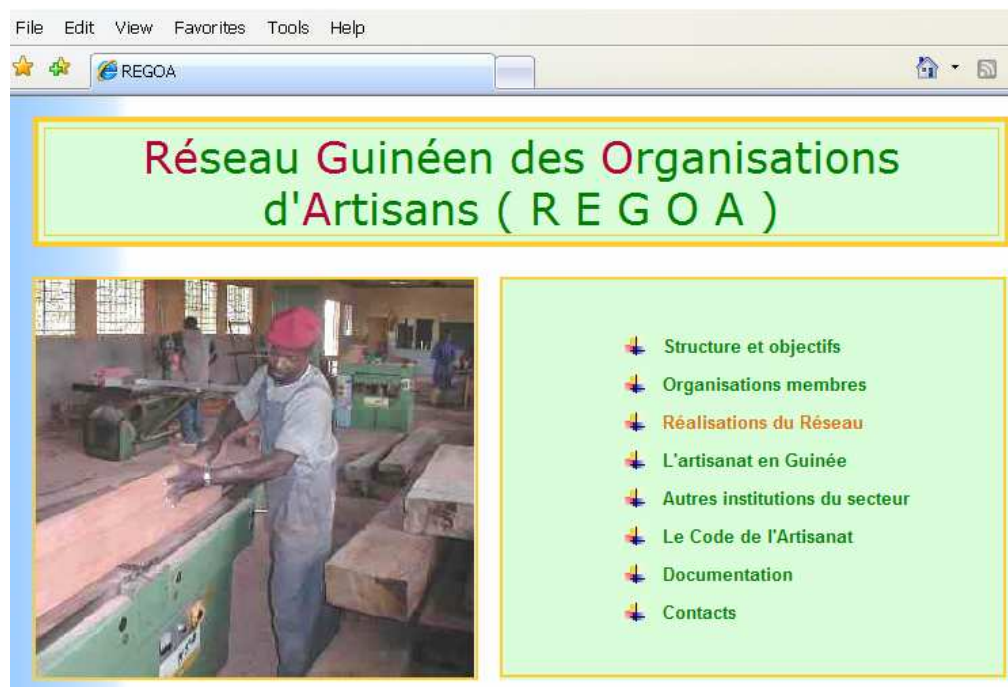 File Edit View Favorites Tools Help
REGOA
Réseau Guinéen des Organisations
d'Artisans ( R E G O A )
Structure et objectifs
Organisations membres
Réalisations du Réseau
L'artisanat en Guinée
Autres institutions du secteur
Le Code de l'Artisanat
Documentation
Contacts